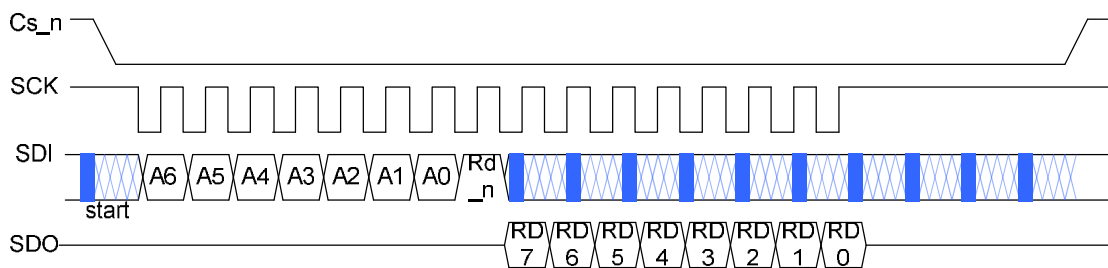 Cs_n
SCK
SDI
A6 A5 A4 A3 A2 A1 A0 Rd
_n
start
SDO
RD RD RD RD RD RD RD RD
7 6 5 4 3 2 1 0